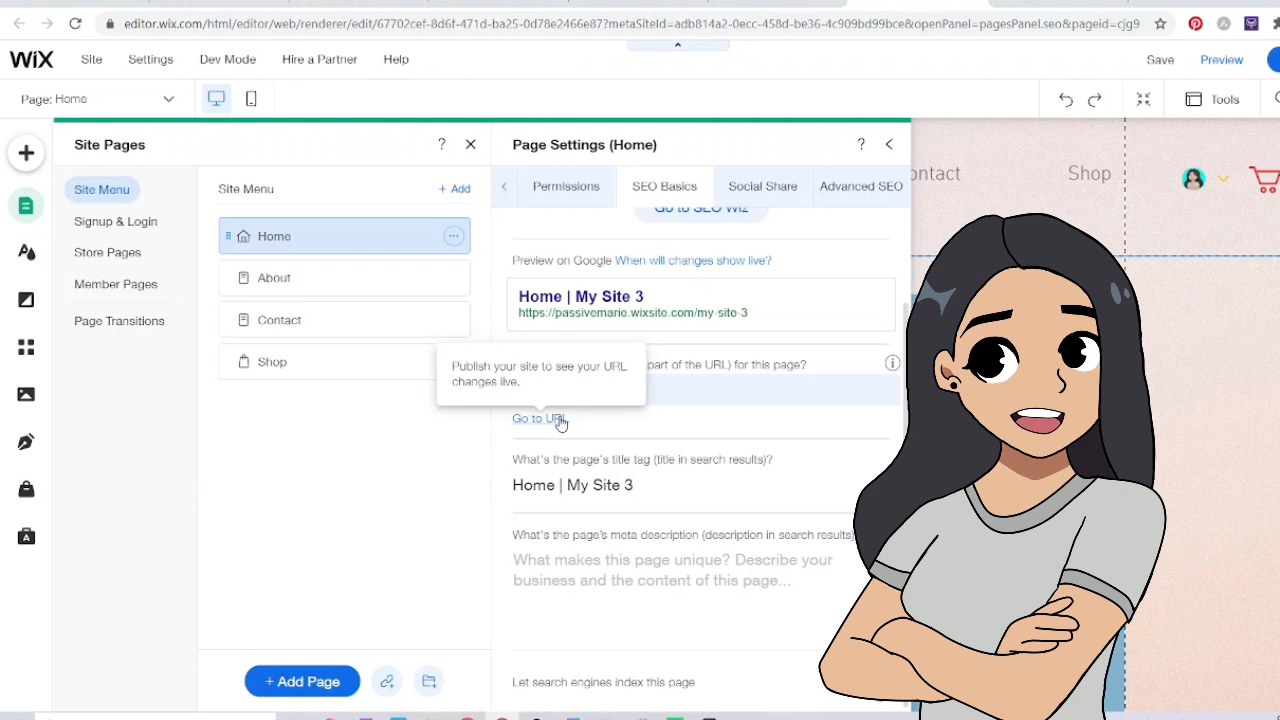 editor.wix.com/html/editor/web/renderer/edit/67702cef-8d6f-471d-ba25-0d78e2466e87?metaSiteId=adb814a2-0ecc-458d-be36-4c909bd99bce&openPanel=pagesPanel.seo&pageid=cjg9
WiX Site Settings Dev Mode Hire a Partner Help Save Preview
Page: Home Tools
Site Pages ? Page Settings (Home) ?
Site Menu Site Menu + Add Permissions SEO Basics Social Share Advanced SEO
Signup & Login
Store Pages
Member Pages
Page Transitions
Home
About
Contact
Shop
+ Add Page
Go to SEO Wiz
Preview on Google When will changes show live?
Home | My Site 3
https://passivemarie.wixsite.com/my-site-3
part of the URL) for this page?
Publish your site to see your URL
changes live.
Go to URL
What's the page's title tag (title in search results)?
Home | My Site 3
What's the page's meta description (description in search results)
What makes this page unique? Describe your
business and the content of this page...
Let search engines index this page
ontact Shop